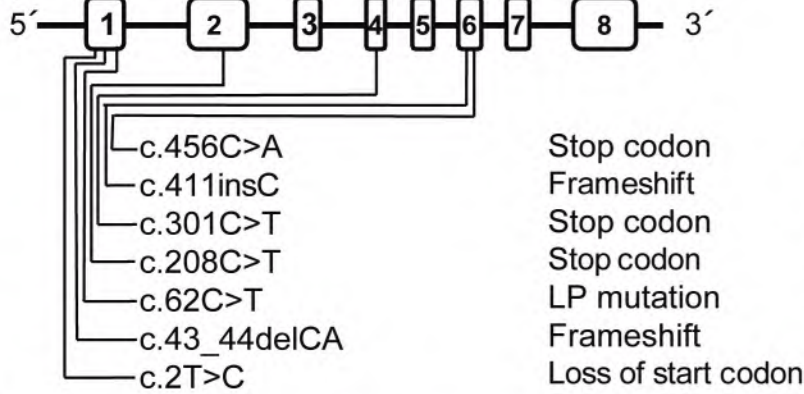 5´ 1 2 3 4 5 6 7 8 3´
c.456C>A Stop codon
c.411insC Frameshift
c.301C>T Stop codon
c.208C>T Stop codon
c.62C>T LP mutation
c.43_44delCA Frameshift
c.2T>C Loss of start codon